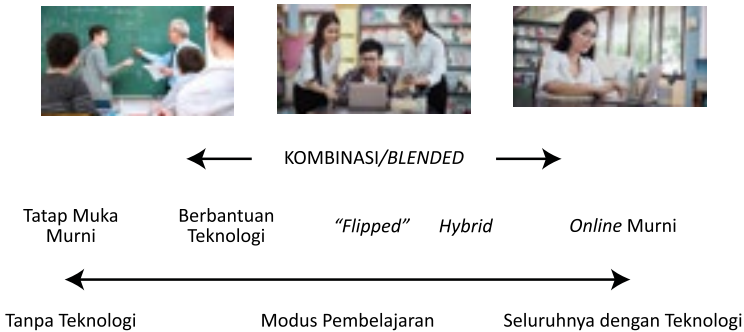 KOMBINASI/BLENDED
Tatap Muka
Murni
Berbantuan
Teknologi
“Flipped”
Hybrid
Online Murni
Tanpa Teknologi
Modus Pembelajaran
Seluruhnya dengan Teknologi